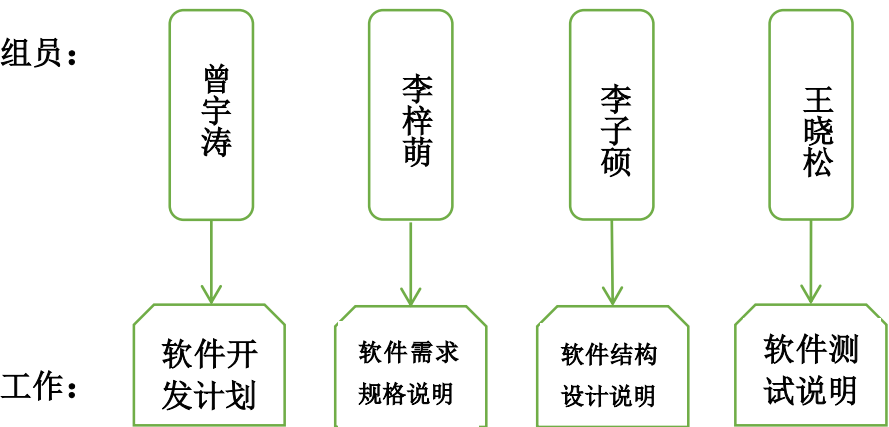 组员：
曾宇涛
李梓萌
李子硕
王晓松
工作：
软件开
发计划
软件需求
规格说明
软件结构
设计说明
软件测
试说明